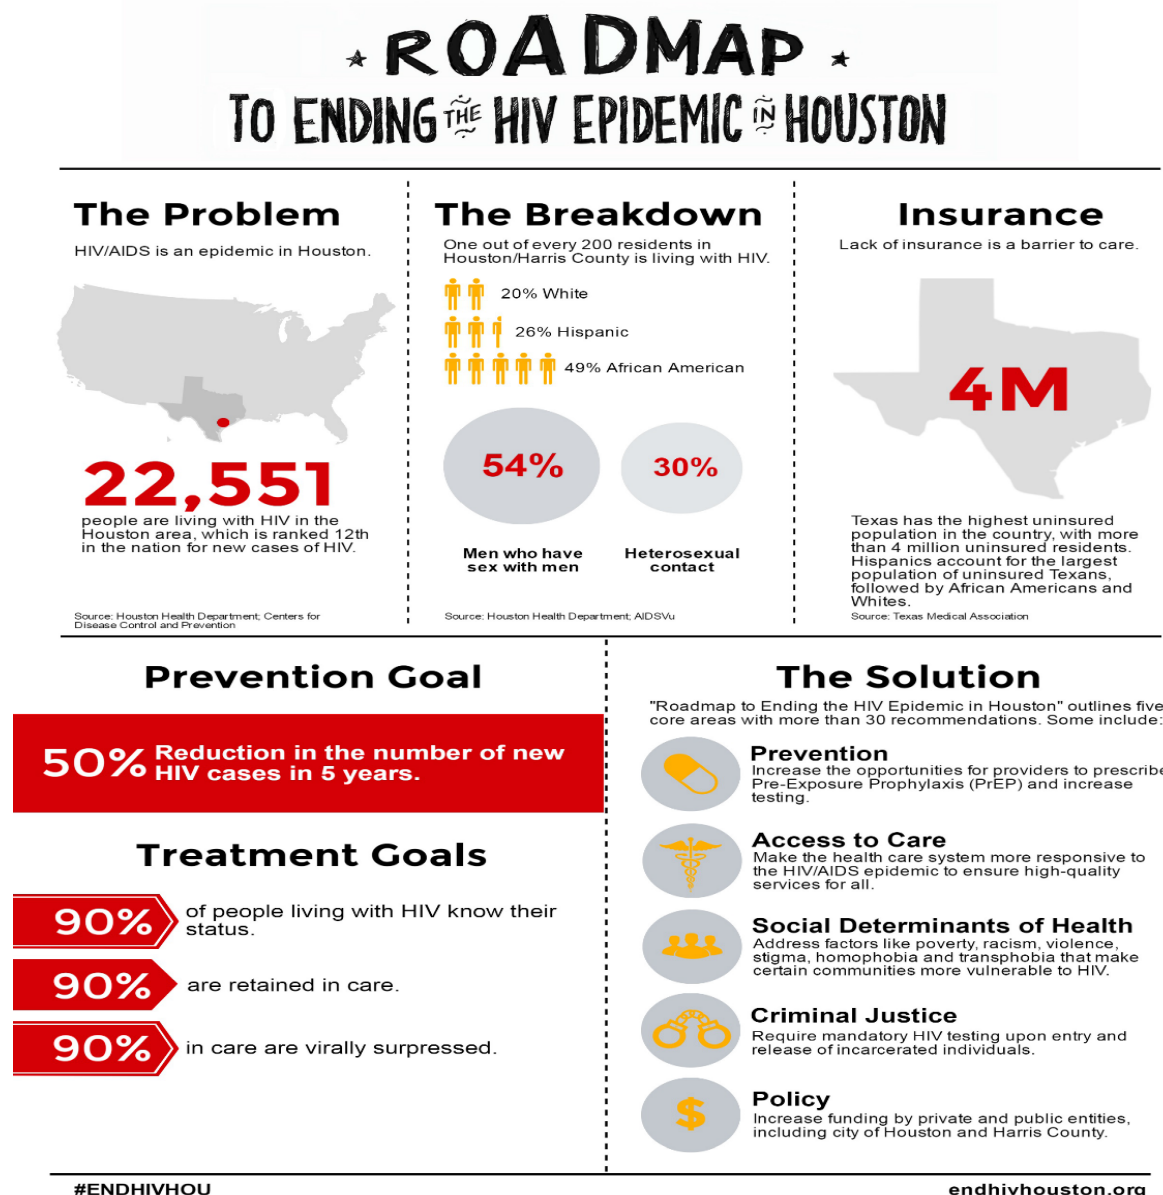 ROADMAP
TO ENDING THE HIV EPIDEMIC IN HOUSTON
The Problem
HIV/AIDS is an epidemic in Houston.
22,551
people are living with HIV in the
Houston area, which is ranked 12th
in the nation for new cases of HIV.
Source: Houston Health Department; Centers for
Disease Control and Prevention
The Breakdown
One out of every 200 residents in
Houston/Harris County is living with HIV.
20% White
26% Hispanic
49% African American
54%
30%
Men who have
sex with men
Heterosexual
contact
Source: Houston Health Department; AIDSVu
Insurance
Lack of insurance is a barrier to care.
4M
Texas has the highest uninsured
population in the country, with more
than 4 million uninsured residents.
Hispanics account for the largest
population of uninsured Texans,
followed by African Americans and
Whites.
Source: Texas Medical Association
Prevention Goal
50% Reduction in the number of new
HIV cases in 5 years.
Treatment Goals
90% of people living with HIV know their
status.
90% are retained in care.
90% in care are virally surpressed.
The Solution
"Roadmap to Ending the HIV Epidemic in Houston" outlines five
core areas with more than 30 recommendations. Some include:
Prevention
Increase the opportunities for providers to prescribe
Pre-Exposure Prophylaxis (PrEP) and increase
testing.
Access to Care
Make the health care system more responsive to
the HIV/AIDS epidemic to ensure high-quality
services for all.
Social Determinants of Health
Address factors like poverty, racism, violence,
stigma, homophobia and transphobia that make
certain communities more vulnerable to HIV.
Criminal Justice
Require mandatory HIV testing upon entry and
release of incarcerated individuals.
Policy
$
Increase funding by private and public entities,
including city of Houston and Harris County.
#ENDHIVHOU
endhivhouston.org